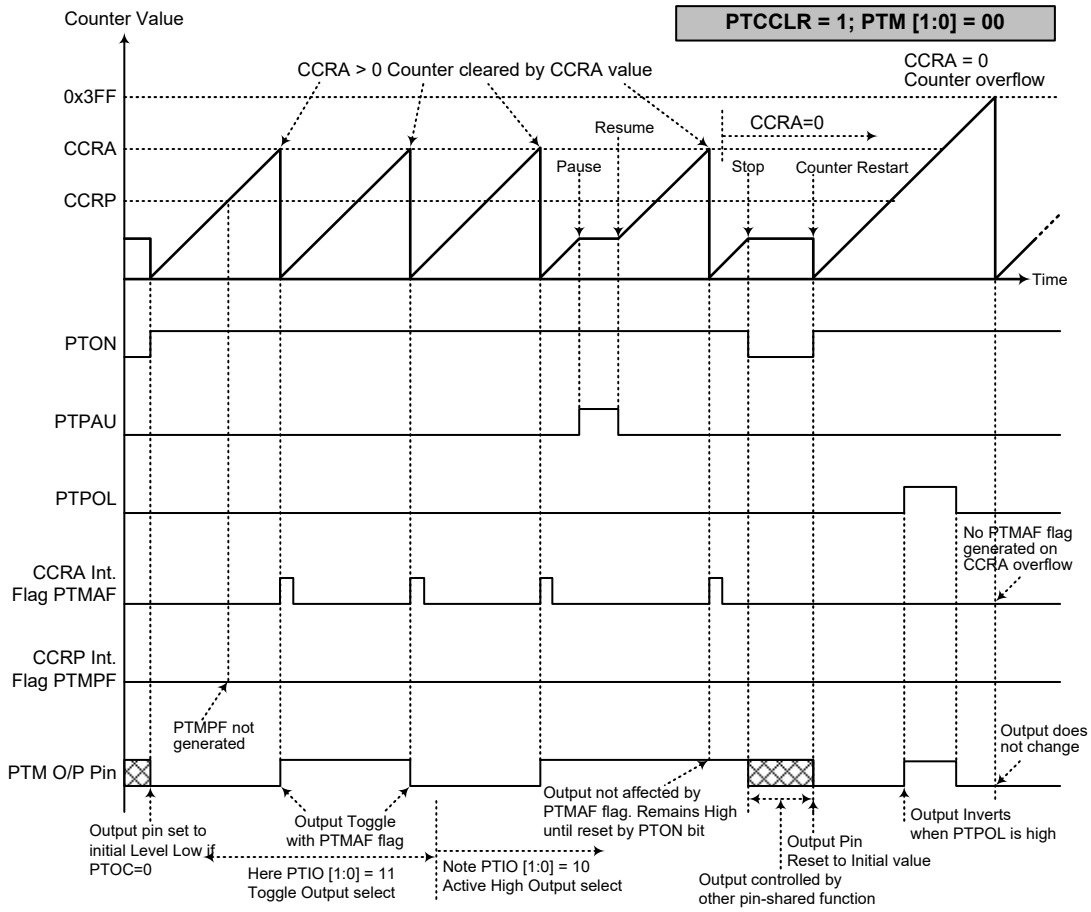 Counter Value
PTCCLR = 1; PTM [1:0] = 00
CCRA = 0
Counter overflow
CCRA > 0 Counter cleared by CCRA value
0x3FF
Resume
CCRA=0
CCRA
Pause
Stop
Counter Restart
CCRP
Time
PTON
PTPAU
PTPOL
No PTMAF flag
generated on
CCRA overflow
CCRA Int.
Flag PTMAF
CCRP Int.
Flag PTMPF
PTMPF not
generated
Output does
not change
PTM O/P Pin
Output pin set to
initial Level Low if
PTOC=0
Output Toggle
with PTMAF flag
Output not affected by
PTMAF flag. Remains High
until reset by PTON bit
Output Inverts
when PTPOL is high
Output Pin
Reset to Initial value
Here PTIO [1:0] = 11
Toggle Output select
Note PTIO [1:0] = 10
Active High Output select
Output controlled by
other pin-shared function